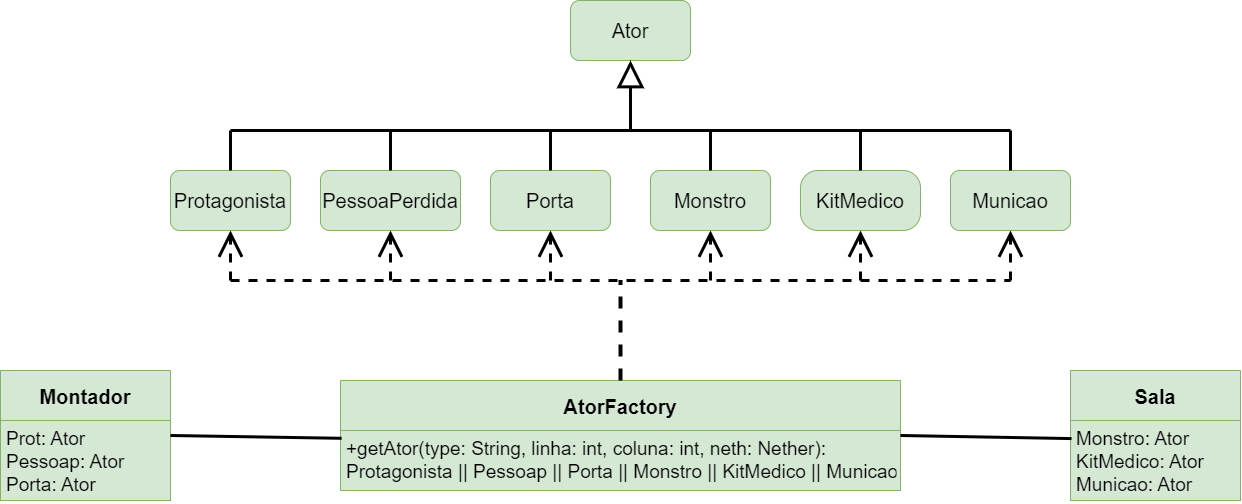 Ator
Protagonista
PessoaPerdida
Porta
Monstro
KitMedico
Municao
Montador
Prot: Ator
Pessoap: Ator
Porta: Ator
AtorFactory
+getAtor(type: String, linha: int, coluna: int, neth: Nether):
Protagonista || Pessoap || Porta || Monstro || KitMedico || Municao
Sala
Monstro: Ator
KitMedico: Ator
Municao: Ator